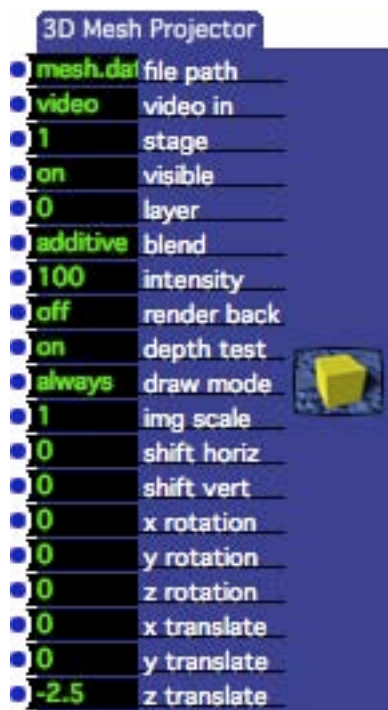 3D Mesh Projector
mesh.dat file path
video video in
1 stage
on visible
0 layer
additive blend
100 intensity
off render back
on depth test
always draw mode
1 img scale
0 shift horiz
0 shift vert
0 x rotation
0 y rotation
0 z rotation
0 x translate
0 y translate
-2.5 z translate